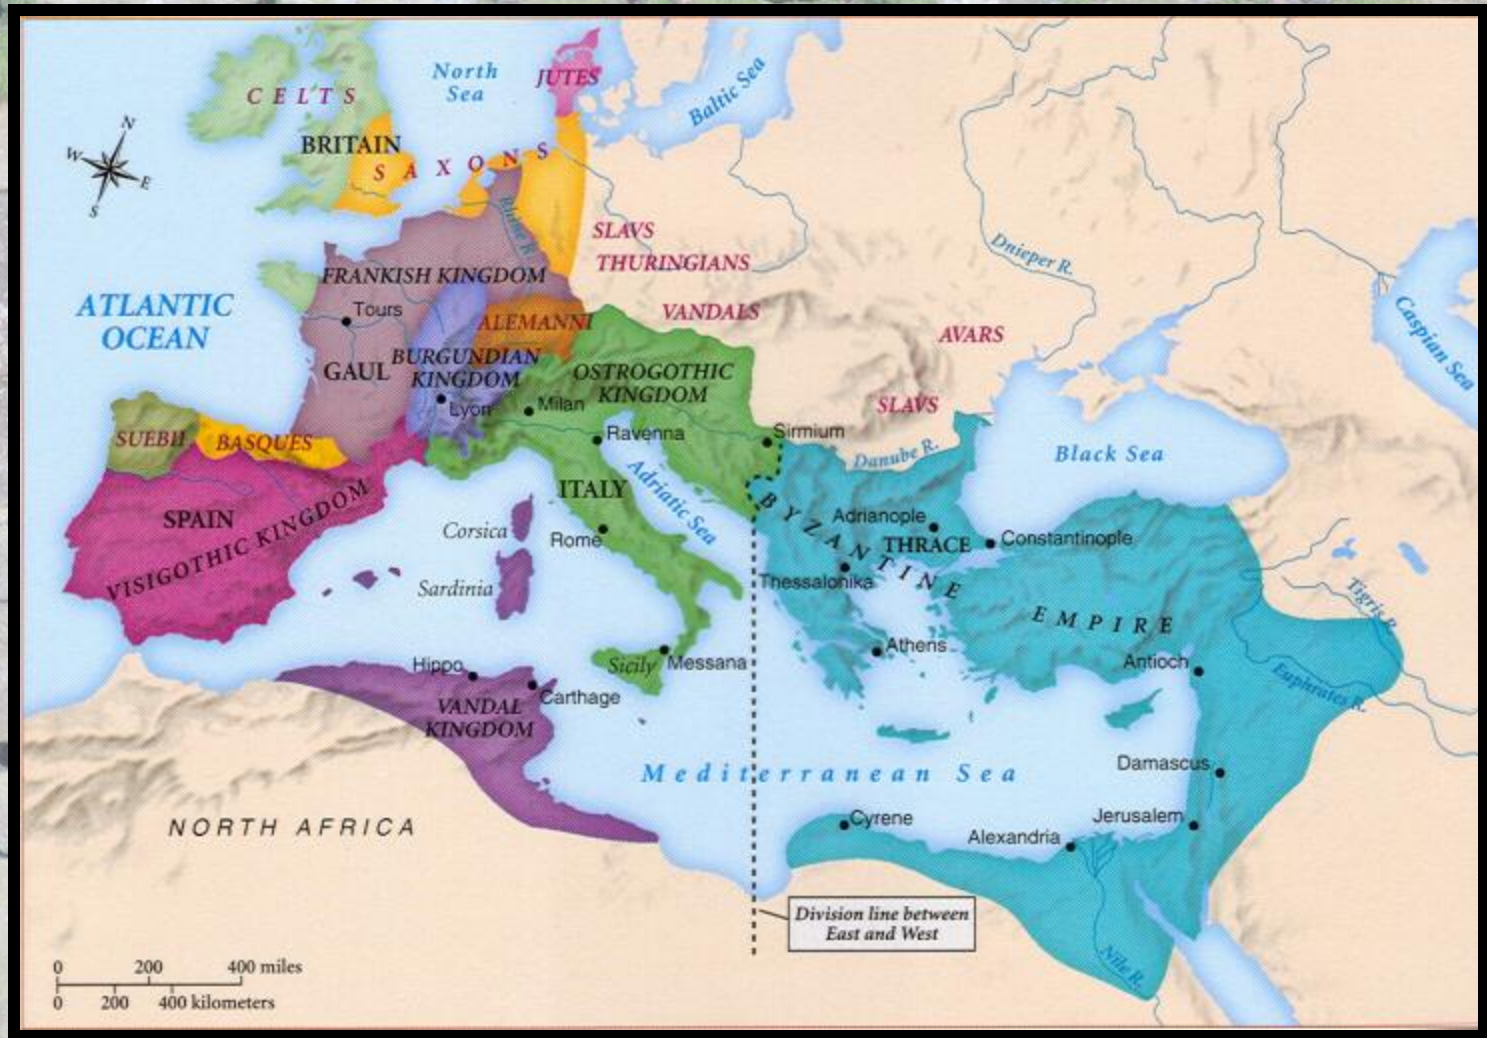 North
Sea
JUTES
Baltic Sea
CELTS
N
W
E
S
BRITAIN
SAXONS
Rhine R.
SLAVS
THURINGIANS
Dnieper R.
FRANKISH KINGDOM
ATLANTIC
OCEAN
Tours
ALEMANNI
VANDALS
AVARS
Caspian Sea
GAUL
BURGUNDIAN
KINGDOM
OSTROGOTHIC
KINGDOM
Lyon
Milan
SLAVS
SUEBII
BASQUES
Ravenna
Sirmium
Danube R.
Black Sea
ITALY
Adriatic Sea
SPAIN
VISIGOTHIC KINGDOM
Corsica
Rome
BYZANTINE
EMPIRE
Adrianople
THRACE
Constantinople
Thessalonika
Sardinia
Tigris R.
Athens
Antioch
Euphrates R.
Hippo
Sicily
Messana
Carthage
VANDAL
KINGDOM
Mediterranean Sea
Damascus
NORTH AFRICA
Cyrene
Alexandria
Jerusalem
Division line between
East and West
Nile R.
0 200 400 miles
0 200 400 kilometers